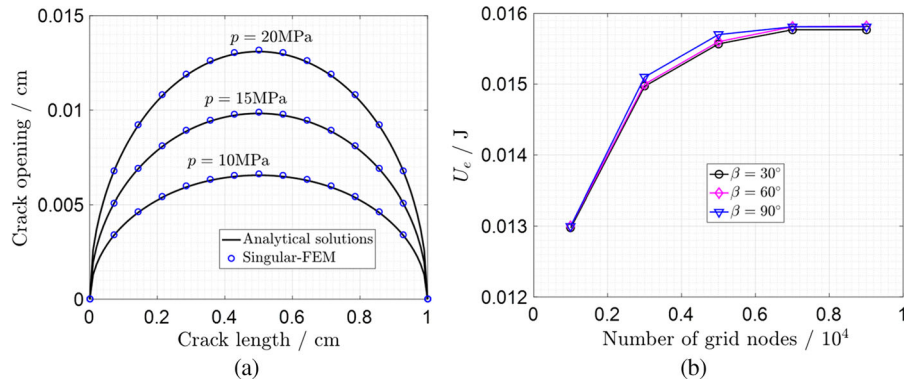 0.015
0.01
0.005
0
Crack opening / cm
p = 20MPa
p = 15MPa
p = 10MPa
Analytical solutions
Singular-FEM
0 0.2 0.4 0.6 0.8 1
Crack length / cm
(a)
0.016
0.015
0.014
0.013
0.012
U_e / J
β = 30°
β = 60°
β = 90°
0 0.2 0.4 0.6 0.8 1
Number of grid nodes / 10⁴
(b)